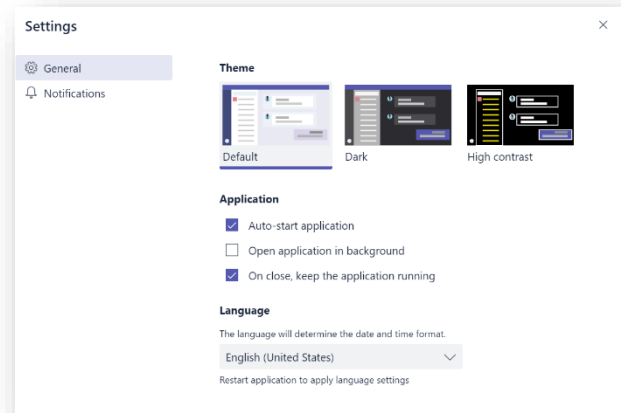 Settings
General
Notifications
Theme
Default
Dark
High contrast
Application
Auto-start application
Open application in background
On close, keep the application running
Language
The language will determine the date and time format.
English (United States)
Restart application to apply language settings